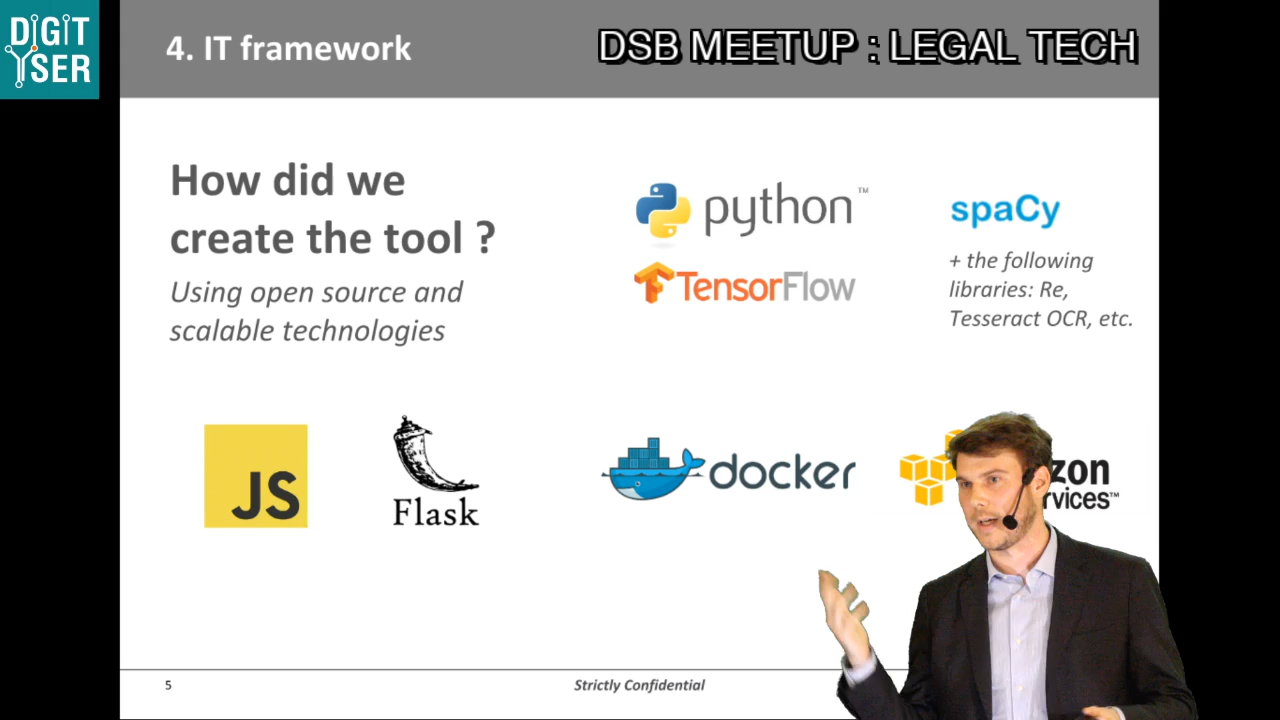 DIGIT
YSER
4. IT framework
DSB MEETUP : LEGAL TECH
How did we
create the tool ?
Using open source and
scalable technologies
python™
TensorFlow
spaCy
+ the following
libraries: Re,
Tesseract OCR, etc.
JS
Flask
docker
zon
ervices™
5
Strictly Confidential